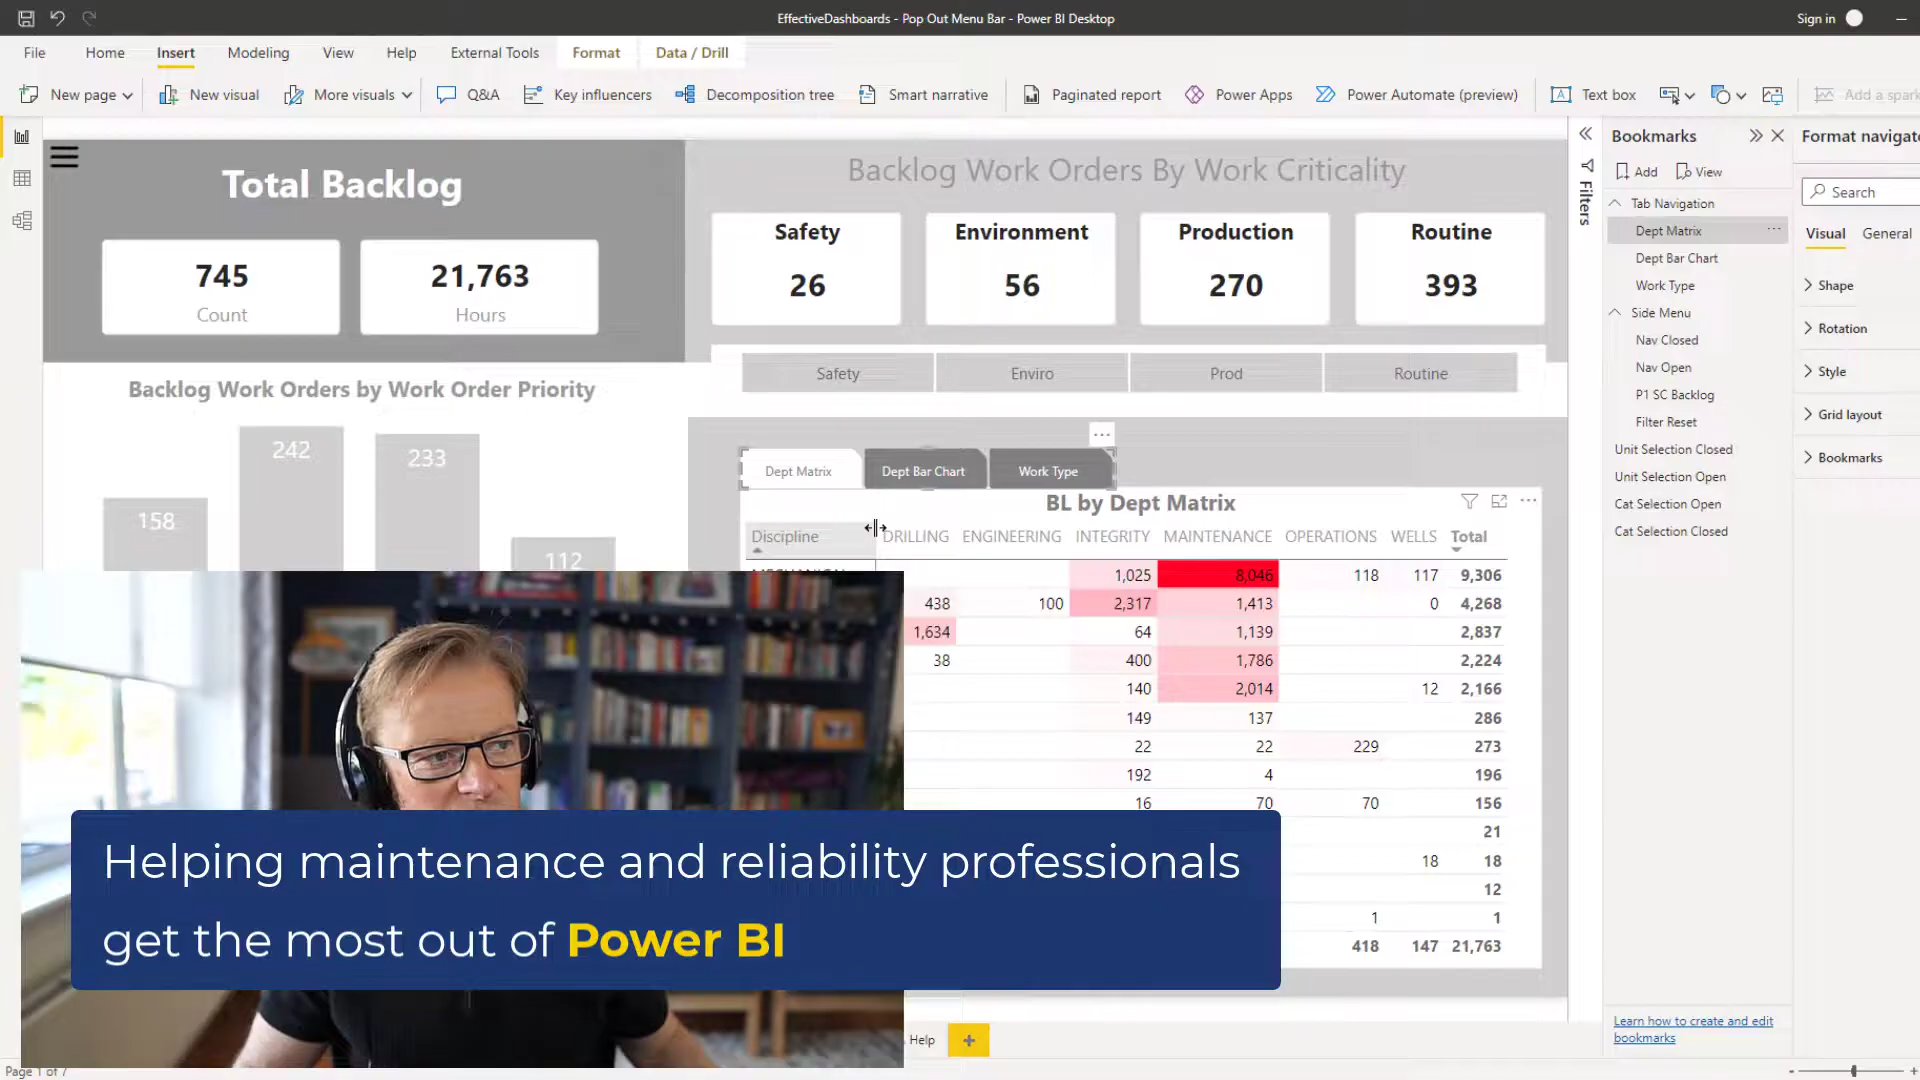 EffectiveDashboards - Pop Out Menu Bar - Power BI Desktop
Sign in
File Home Insert Modeling View Help External Tools Format Data / Drill
New page New visual More visuals Q&A Key influencers Decomposition tree Smart narrative Paginated report Power Apps Power Automate (preview) Text box Add a spark
Total Backlog
745
Count
21,763
Hours
Backlog Work Orders By Work Criticality
Safety Environment Production Routine
26 56 270 393
Safety Enviro Prod Routine
Backlog Work Orders by Work Order Priority
158 242 233 112
Dept Matrix Dept Bar Chart Work Type
BL by Dept Matrix
Discipline DRILLING ENGINEERING INTEGRITY MAINTENANCE OPERATIONS WELLS Total
1,025 8,046 118 117 9,306
438 100 2,317 1,413 0 4,268
1,634 64 1,139 2,837
38 400 1,786 2,224
140 2,014 12 2,166
149 137 286
22 22 229 273
192 4 196
16 70 70 156
21
18 18
12
1 1
418 147 21,763
Helping maintenance and reliability professionals
get the most out of Power BI
Help
Page 1 of 7
Filters
Bookmarks
Add View
Tab Navigation
Dept Matrix
Dept Bar Chart
Work Type
Side Menu
Nav Closed
Nav Open
P1 SC Backlog
Filter Reset
Unit Selection Closed
Unit Selection Open
Cat Selection Open
Cat Selection Closed
Learn how to create and edit
bookmarks
Format navigato
Search
Visual General
Shape
Rotation
Style
Grid layout
Bookmarks